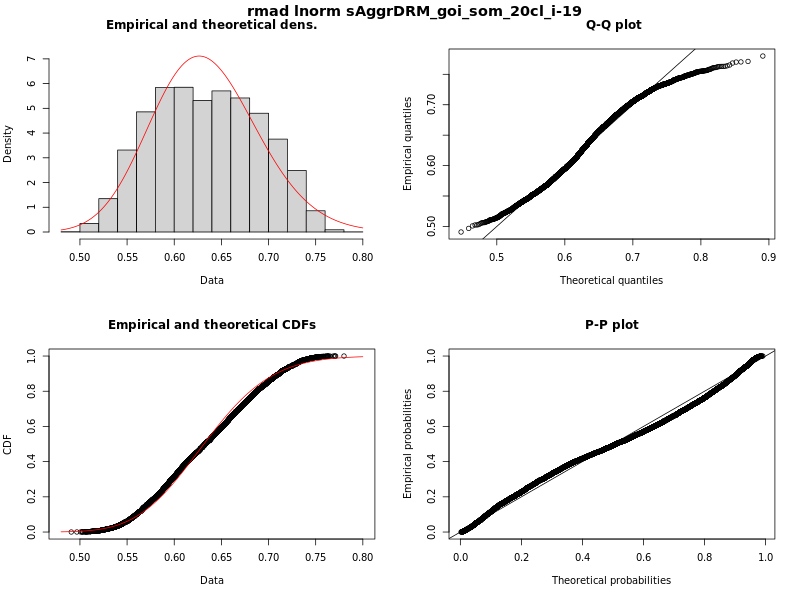 rmad lnorm sAggrDRM_goi_som_20cl_i-19
Empirical and theoretical dens.
Density
0 1 2 3 4 5 6 7
0.50 0.55 0.60 0.65 0.70 0.75 0.80
Data
Q-Q plot
Empirical quantiles
0.50 0.60 0.70
0.5 0.6 0.7 0.8 0.9
Theoretical quantiles
Empirical and theoretical CDFs
CDF
0.0 0.2 0.4 0.6 0.8 1.0
0.50 0.55 0.60 0.65 0.70 0.75 0.80
Data
P-P plot
Empirical probabilities
0.0 0.2 0.4 0.6 0.8 1.0
0.0 0.2 0.4 0.6 0.8 1.0
Theoretical probabilities